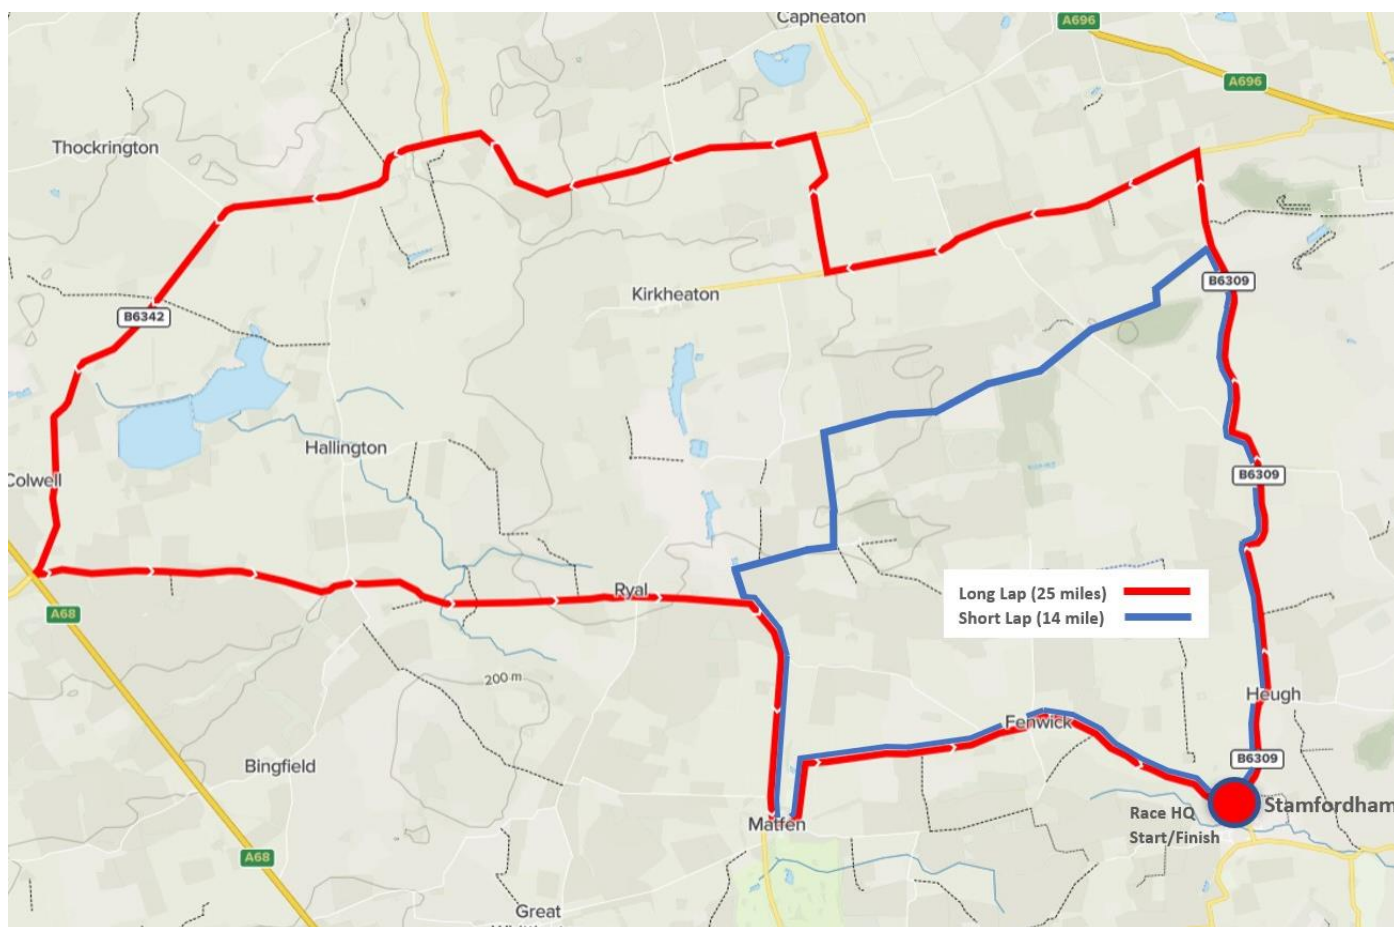 Capheaton
A696
A696
Thockrington
B6309
Kirkheaton
B6342
Hallington
B6309
Colwell
Ryal
Long Lap (25 miles)
Short Lap (14 mile)
A68
200 m
Heugh
Fenwick
B6309
Bingfield
Stamfordham
Race HQ
Start/Finish
Matfen
A68
Great